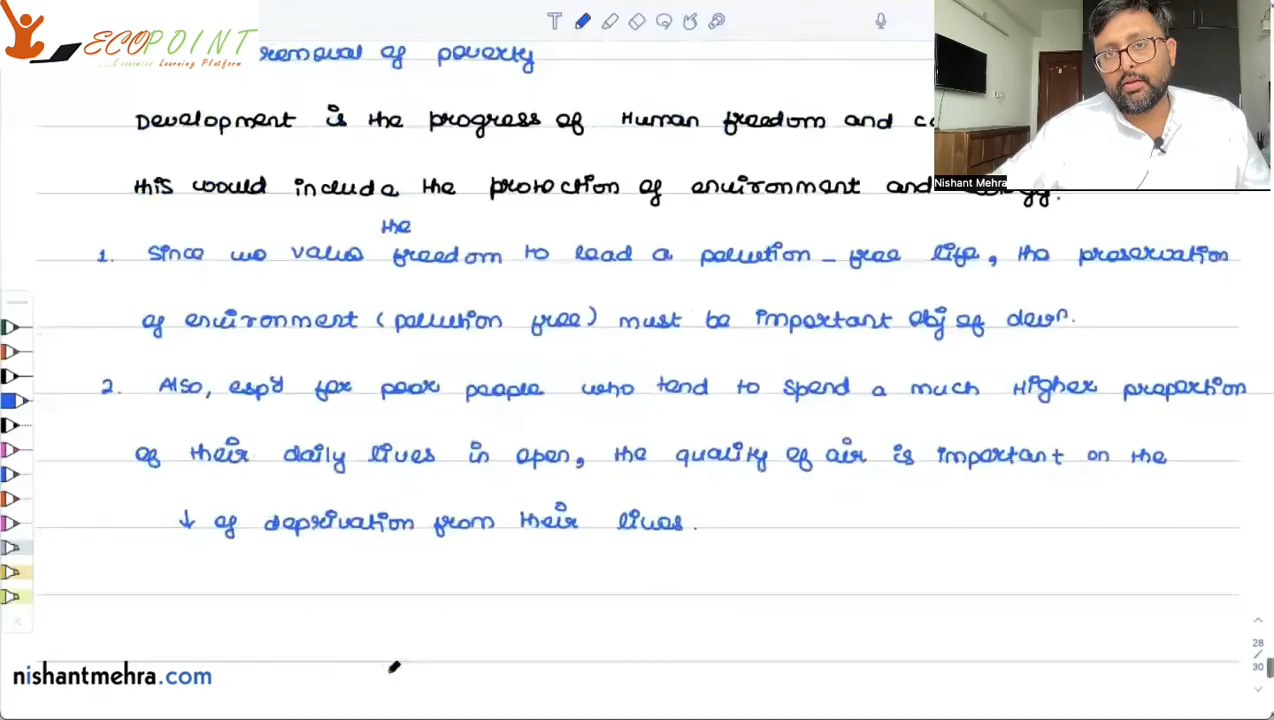 ECOPOINT
....Economics Learning Platform
removal of poverty
Development is the progress of Human freedom and
this would include the protection of environment and
the
1. Since we value freedom to lead a pollution - free life, the preservation
of environment (pollution free) must be important obj of devn.
2. Also, esp'd for poor people who tend to spend a much Higher proportion
of their daily lives in open, the quality of air is important on the
↓ of deprivation from their lives.
Nishant Mehra
28
/
30
nishantmehra.com